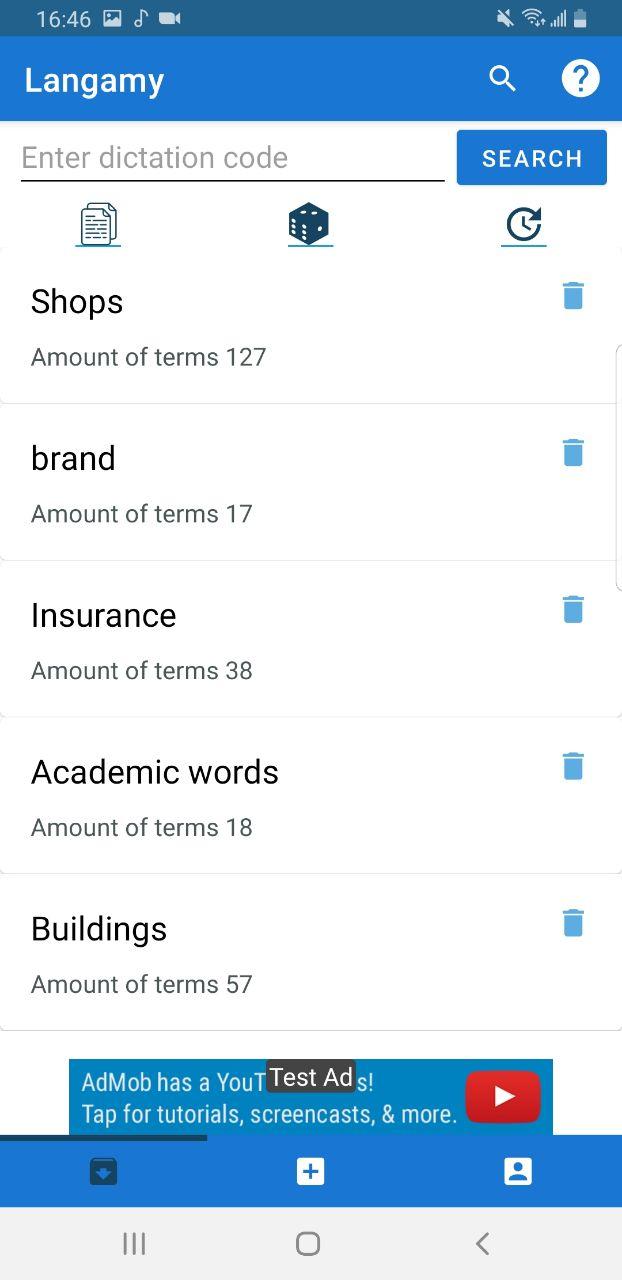 16:46
Langamy
Enter dictation code
SEARCH
Shops
Amount of terms 127
brand
Amount of terms 17
Insurance
Amount of terms 38
Academic words
Amount of terms 18
Buildings
Amount of terms 57
Test Ad
AdMob has a YouT s!
Tap for tutorials, screencasts, & more.